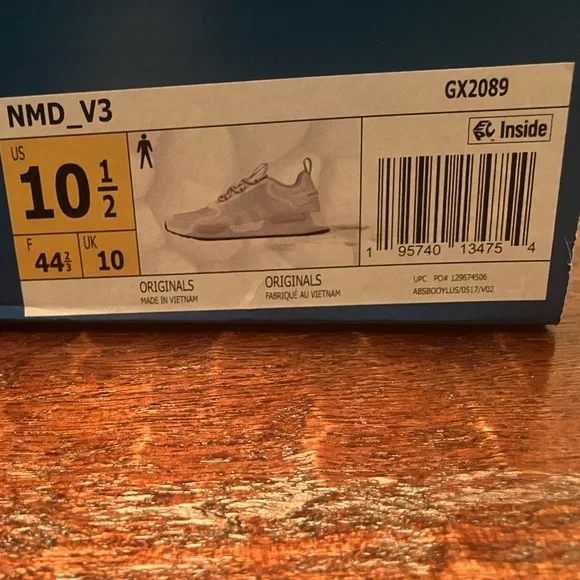 NMD_V3
GX2089
US
10 1/2
F
44 2/3
UK
10
Inside
1 95740 13475 4
ORIGINALS
MADE IN VIETNAM
ORIGINALS
FABRIQUÉ AU VIETNAM
UPC PO# 129674506
ABSBOOYLUS/0517/V02